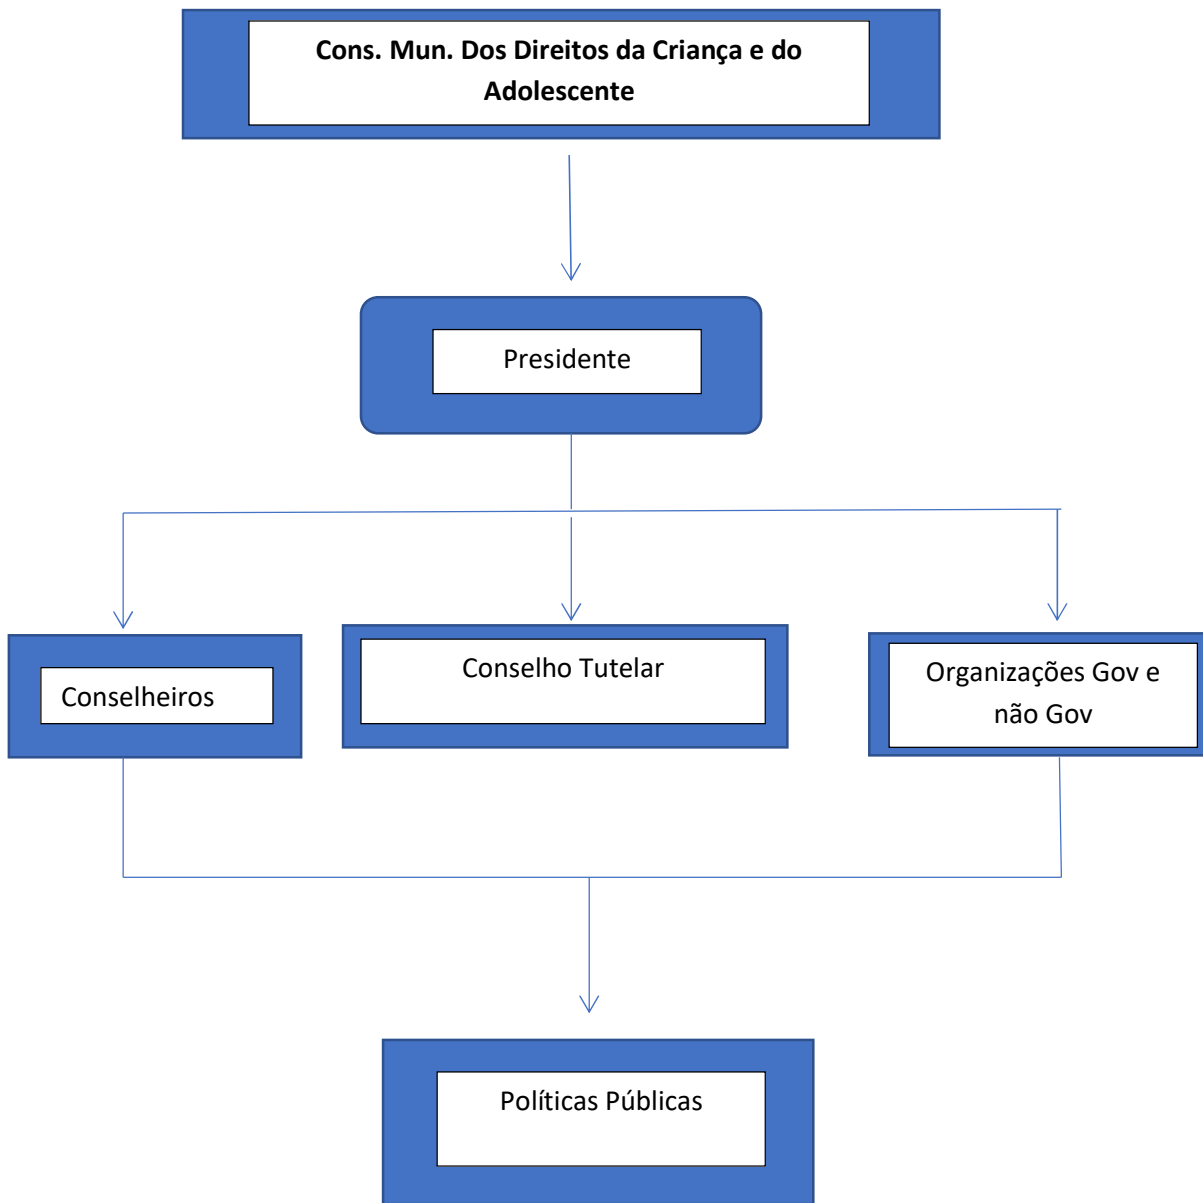 Cons. Mun. Dos Direitos da Criança e do
Adolescente
Presidente
Conselheiros
Conselho Tutelar
Organizações Gov e
não Gov
Políticas Públicas